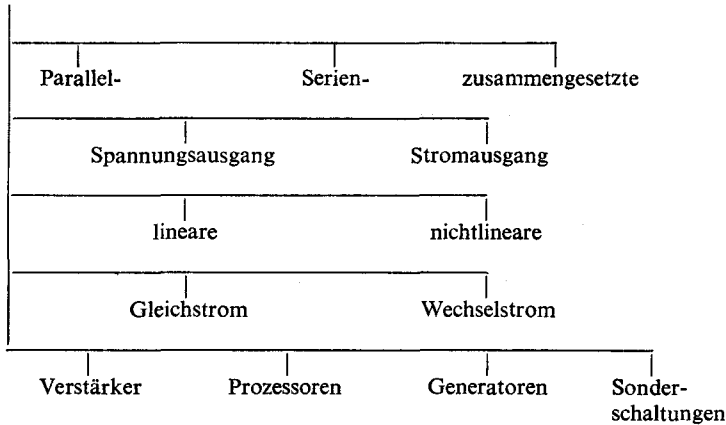 Parallel- Serien- zusammengesetzte
Spannungsausgang Stromausgang
lineare nichtlineare
Gleichstrom Wechselstrom
Verstärker Prozessoren Generatoren Sonder-
schaltungen